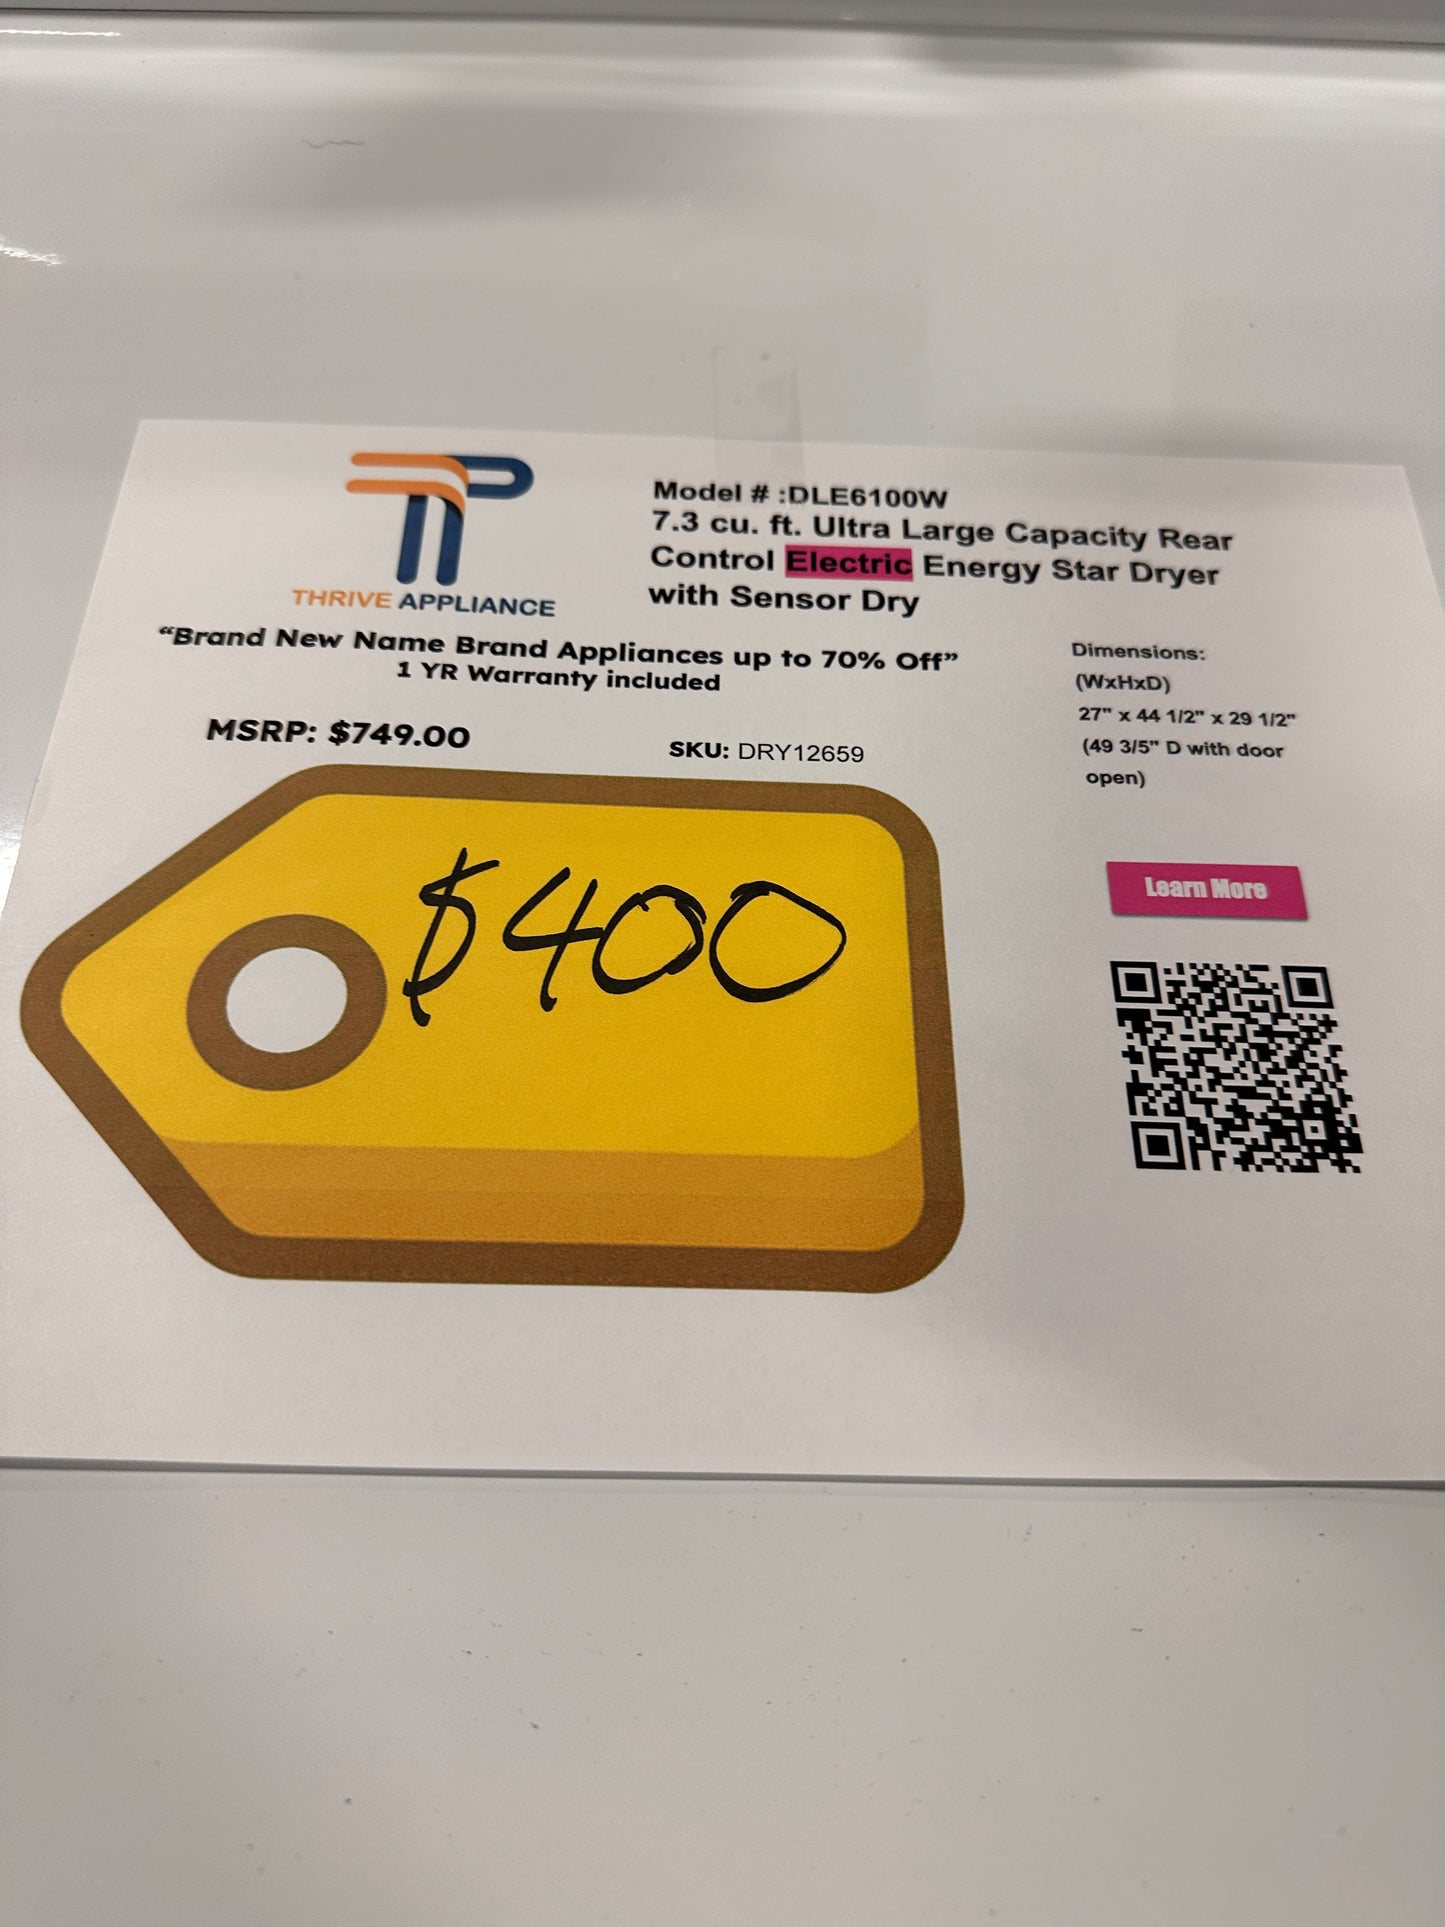 THRIVE APPLIANCE
Model # :DLE6100W
7.3 cu. ft. Ultra Large Capacity Rear
Control Electric Energy Star Dryer
with Sensor Dry
“Brand New Name Brand Appliances up to 70% Off”
1 YR Warranty included
MSRP: $749.00
SKU: DRY12659
Dimensions:
(WxHxD)
27" x 44 1/2" x 29 1/2"
(49 3/5" D with door
open)
$400
Learn More